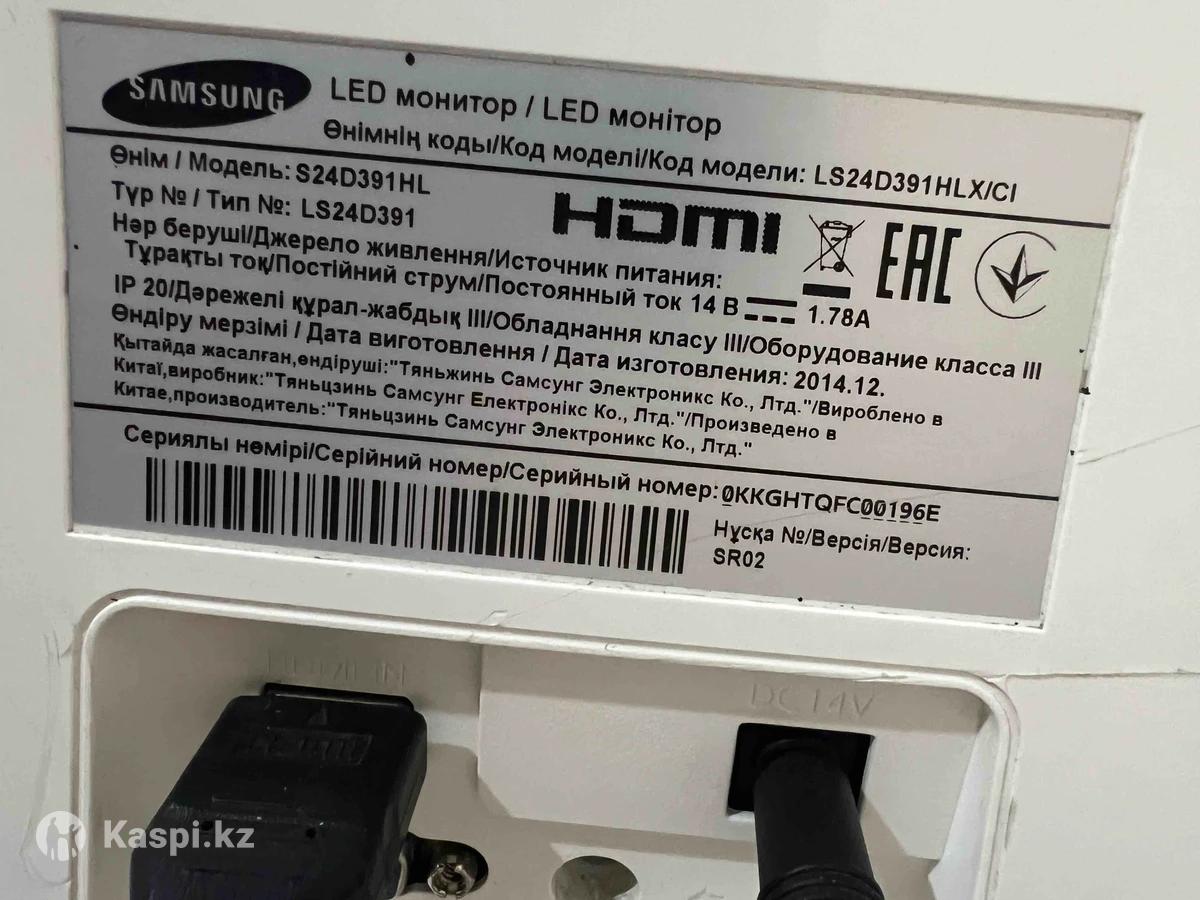 SAMSUNG
LED монитор / LED монітор
Өнімнің коды/Код моделі/Код модели: LS24D391HLX/CI
Өнім / Модель: S24D391HL
Түр № / Тип №: LS24D391
HDMI
EAC
Нәр беруші/Джерело живлення/Источник питания:
Тұрақты тоқ/Постійний струм/Постоянный ток 14 В 1.78A
IP 20/Дәрежелі құрал-жабдық III/Обладнання класу III/Оборудование класса III
Өндіру мерзімі / Дата виготовлення / Дата изготовления: 2014.12.
Қытайда жасалған,өндіруші:"Тяньжинь Самсунг Электроникс Ко., Лтд."/Вироблено в
Китаї,виробник:"Тяньцзинь Самсунг Електронікс Ко., Лтд."/Произведено в
Китае,производитель:"Тяньцзинь Самсунг Электроникс Ко., Лтд."
Сериялы нөмірі/Серійний номер/Серийный номер: 0KKGHTQFC00196E
Нұсқа №/Версія/Версия:
SR02
HDMI IN
DC 14V
Kaspi.kz